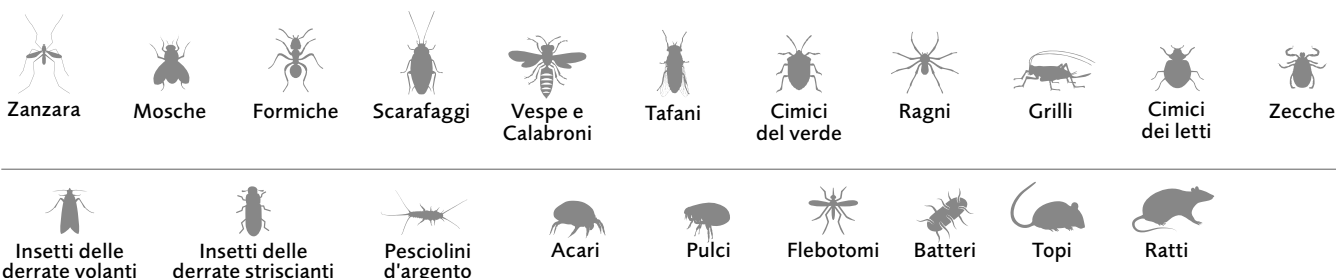 Zanzara Mosche Formiche Scarafaggi Vespe e Tafani Cimici Ragni Grilli Cimici Zecche
Calabroni del verde dei letti
Insetti delle Insetti delle Pesciolini Acari Pulci Flebotomi Batteri Topi Ratti
derrate volanti derrate striscianti d'argento